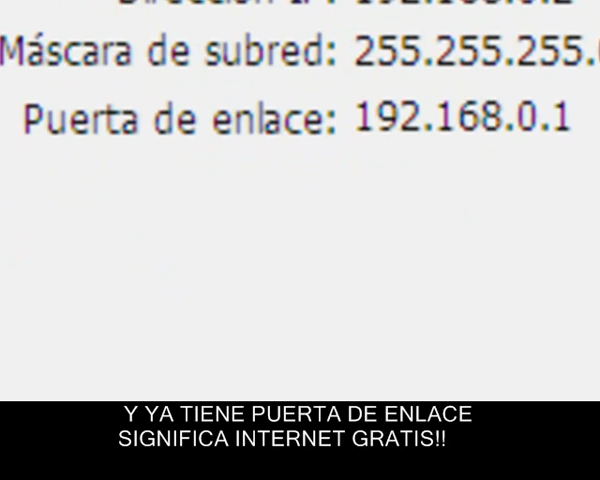 Máscara de subred: 255.255.255.
Puerta de enlace: 192.168.0.1
Y YA TIENE PUERTA DE ENLACE
SIGNIFICA INTERNET GRATIS!!